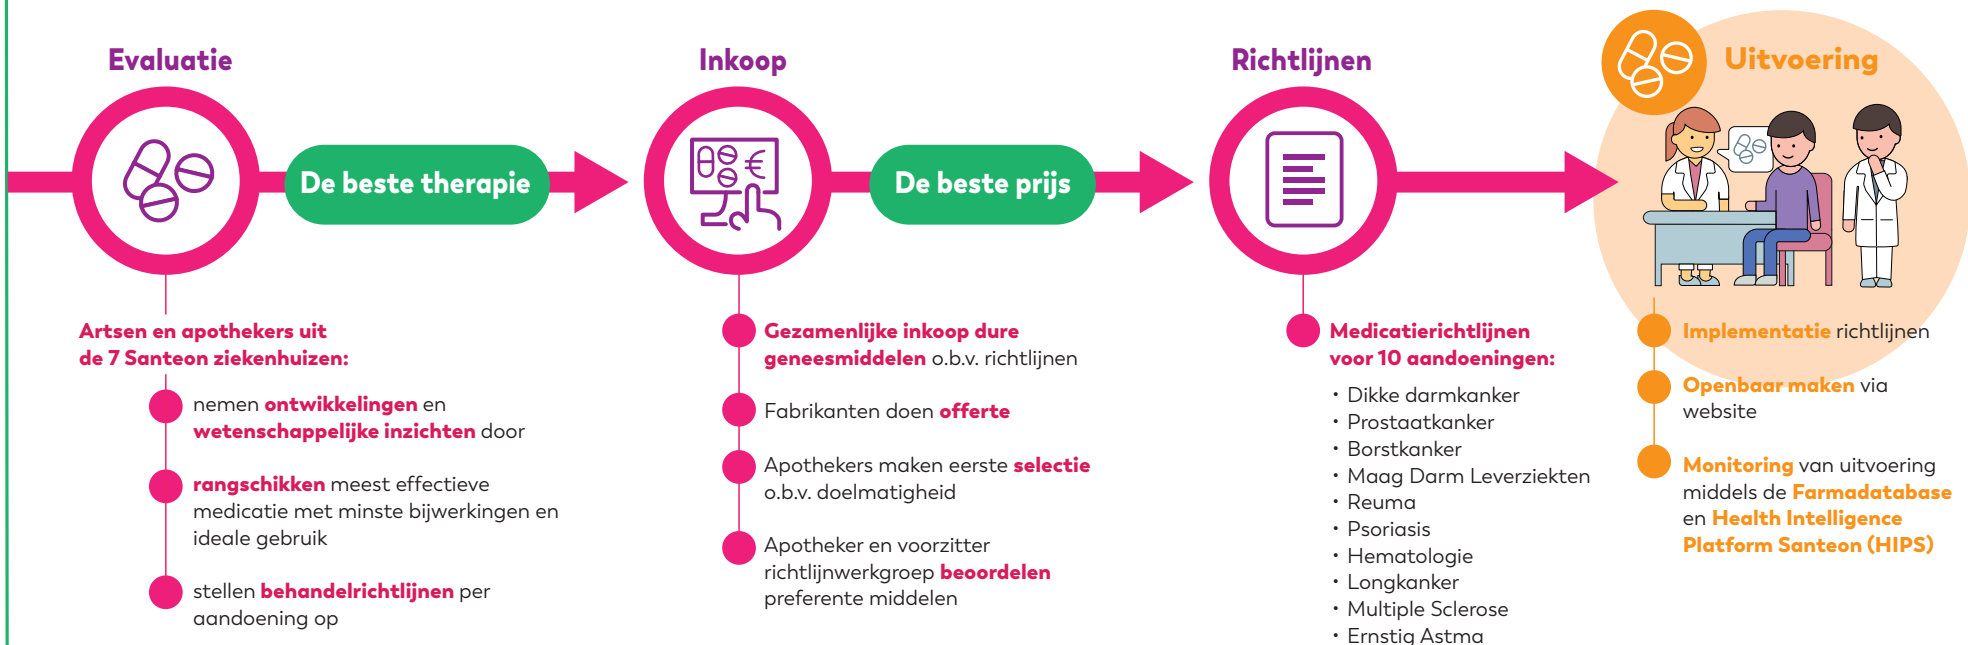 Evaluatie
De beste therapie
Artsen en apothekers uit
de 7 Santeon ziekenhuizen:
nemen ontwikkelingen en
wetenschappelijke inzichten door
rangschikken meest effectieve
medicatie met minste bijwerkingen en
ideale gebruik
stellen behandelrichtlijnen per
aandoening op
Inkoop
€
De beste prijs
Gezamenlijke inkoop dure
geneesmiddelen o.b.v. richtlijnen
Fabrikanten doen offerte
Apothekers maken eerste selectie
o.b.v. doelmatigheid
Apotheker en voorzitter
richtlijnwerkgroep beoordelen
preferente middelen
Richtlijnen
Medicatierichtlijnen
voor 10 aandoeningen:
• Dikke darmkanker
• Prostaatkanker
• Borstkanker
• Maag Darm Leverziekten
• Reuma
• Psoriasis
• Hematologie
• Longkanker
• Multiple Sclerose
• Ernstig Astma
Uitvoering
Implementatie richtlijnen
Openbaar maken via
website
Monitoring van uitvoering
middels de Farmadatabase
en Health Intelligence
Platform Santeon (HIPS)